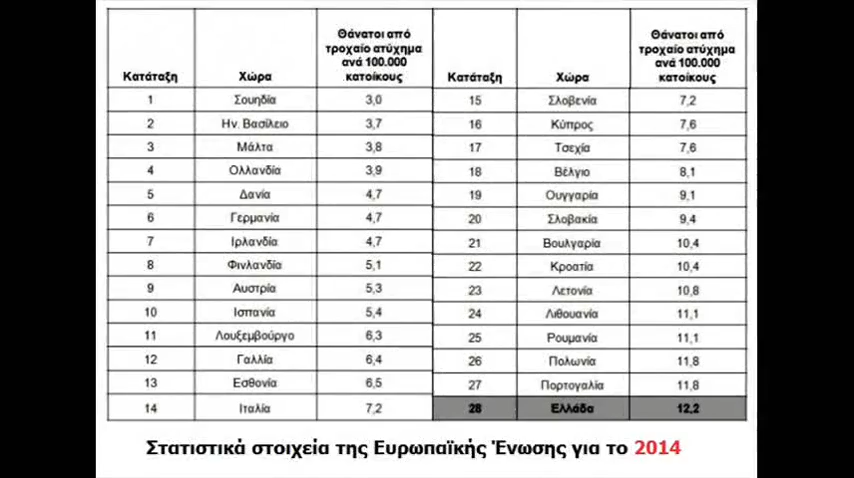 Κατάταξη Χώρα Θάνατοι από τροχαίο ατύχημα ανά 100.000 κατοίκους Κατάταξη Χώρα Θάνατοι από τροχαίο ατύχημα ανά 100.000 κατοίκους
1 Σουηδία 3,0 15 Σλοβενία 7,2
2 Ην. Βασίλειο 3,7 16 Κύπρος 7,6
3 Μάλτα 3,8 17 Τσεχία 7,6
4 Ολλανδία 3,9 18 Βέλγιο 8,1
5 Δανία 4,7 19 Ουγγαρία 9,1
6 Γερμανία 4,7 20 Σλοβακία 9,4
7 Ιρλανδία 4,7 21 Βουλγαρία 10,4
8 Φινλανδία 5,1 22 Κροατία 10,4
9 Αυστρία 5,3 23 Λετονία 10,8
10 Ισπανία 5,4 24 Λιθουανία 11,1
11 Λουξεμβούργο 6,3 25 Ρουμανία 11,1
12 Γαλλία 6,4 26 Πολωνία 11,8
13 Εσθονία 6,5 27 Πορτογαλία 11,8
14 Ιταλία 7,2 28 Ελλάδα 12,2
Στατιστικά στοιχεία της Ευρωπαϊκής Ένωσης για το 2014